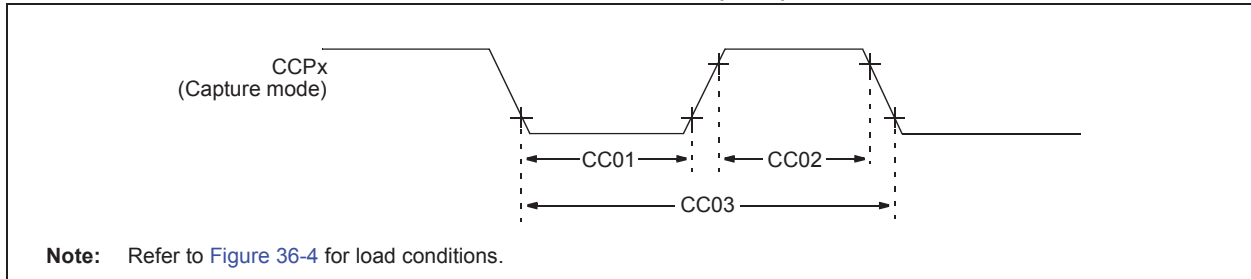 CCPx
(Capture mode)
CC01
CC02
CC03
Note: Refer to Figure 36-4 for load conditions.